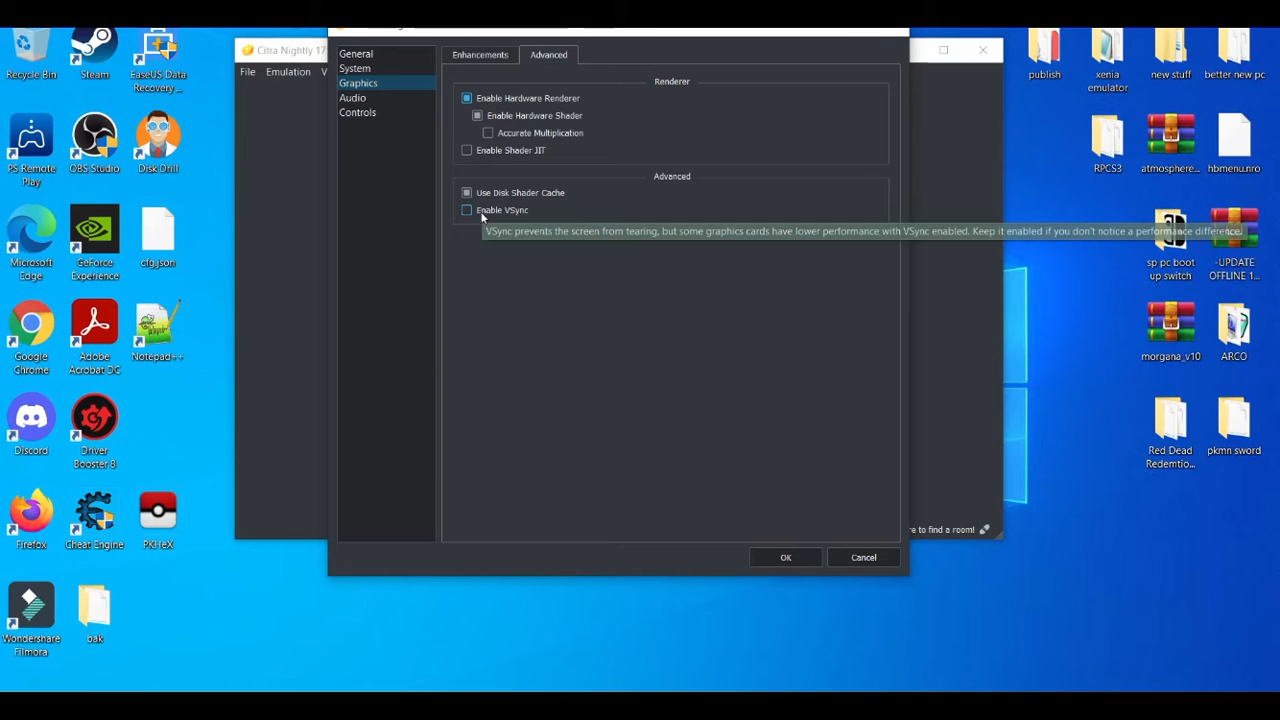 Recycle Bin
Steam
EaseUS Data
Recovery ...
PS Remote
Play
OBS Studio
Disk Drill
Microsoft
Edge
GeForce
Experience
cfg.json
Google
Chrome
Adobe
Acrobat DC
Notepad++
Discord
Driver
Booster 8
Firefox
Cheat Engine
PKHeX
Wondershare
Filmora
bak
Citra Nightly 17
File Emulation V
General
System
Graphics
Audio
Controls
Enhancements Advanced
Renderer
Enable Hardware Renderer
Enable Hardware Shader
Accurate Multiplication
Enable Shader JIT
Advanced
Use Disk Shader Cache
Enable VSync
VSync prevents the screen from tearing, but some graphics cards have lower performance with VSync enabled. Keep it enabled if you don't notice a performance difference.
OK Cancel
re to find a room!
publish
xenia
emulator
new stuff
better new pc
RPCS3
atmosphere...
hbmenu.nro
sp pc boot
up switch
-UPDATE
OFFLINE 1...
morgana_v10
ARCO
Red Dead
Redemtio...
pkmn sword